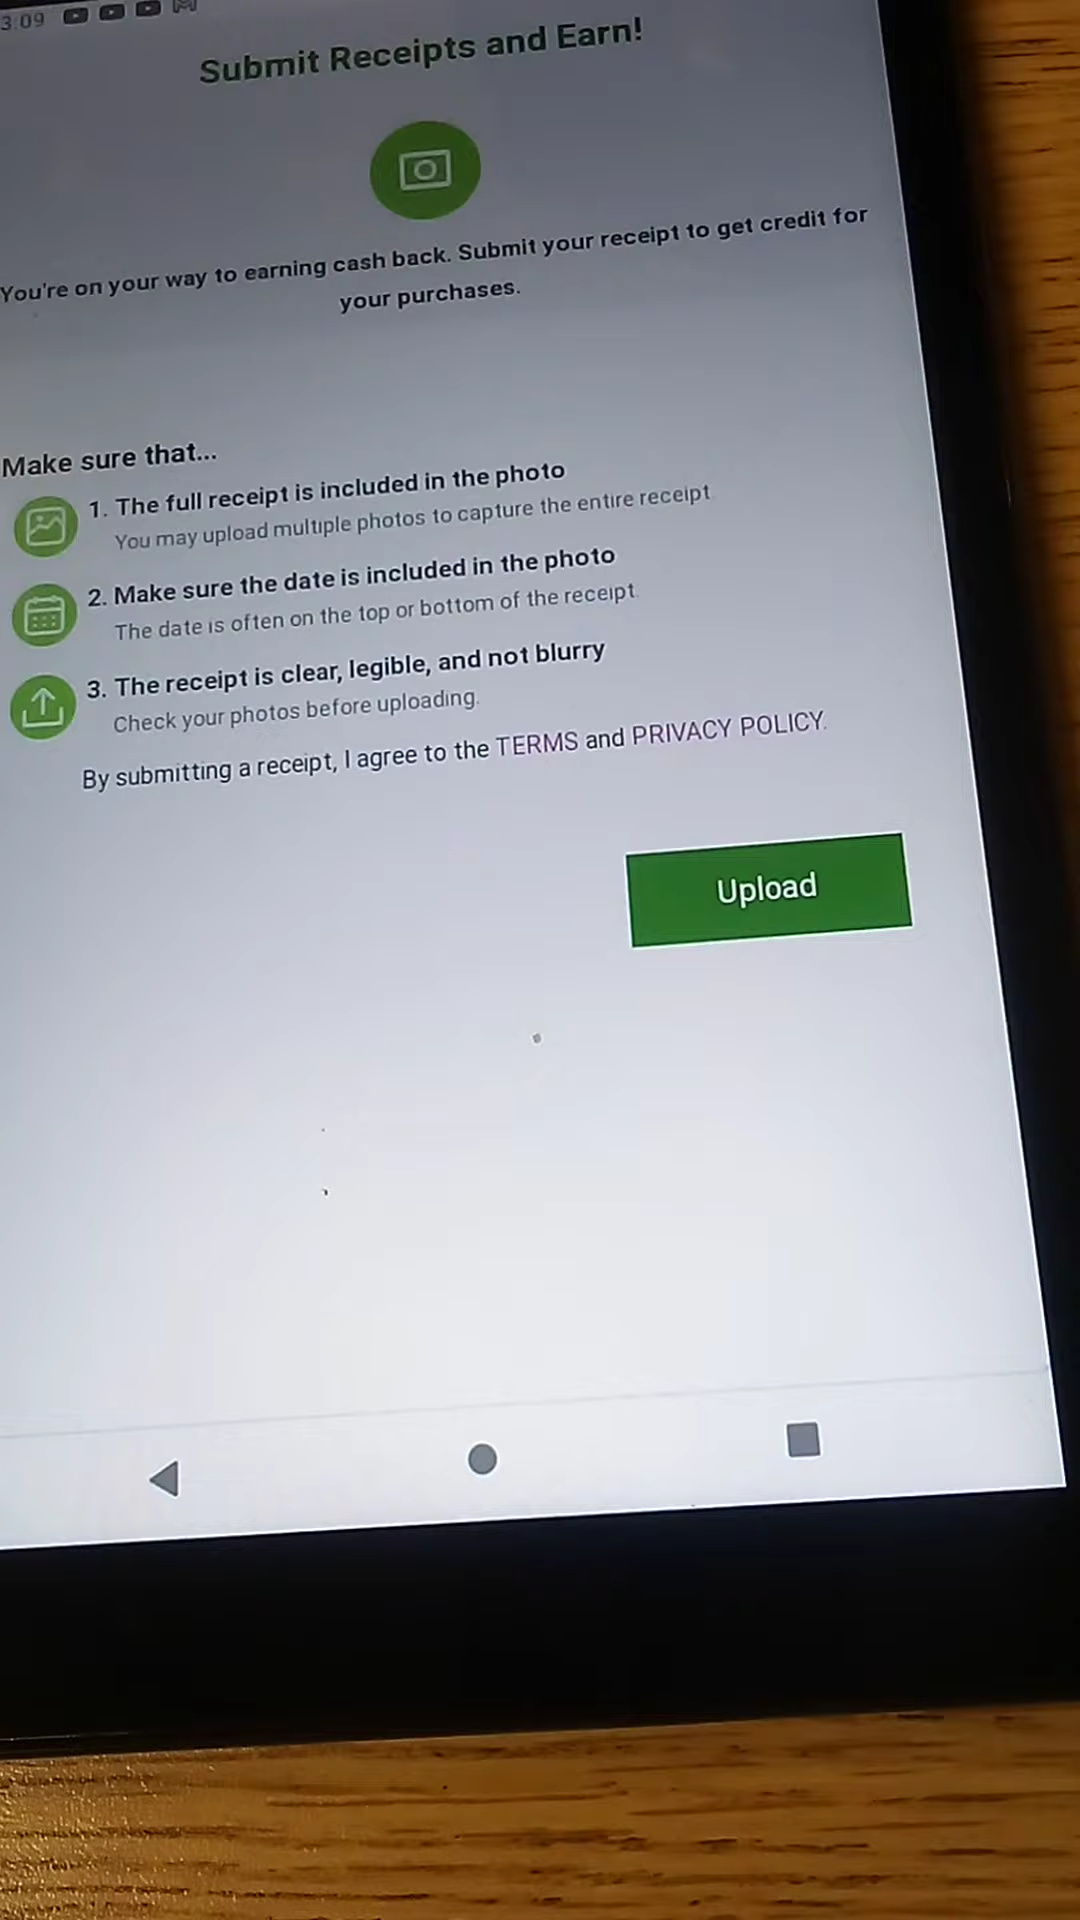 3:09
Submit Receipts and Earn!
You're on your way to earning cash back. Submit your receipt to get credit for
your purchases.
Make sure that...
1. The full receipt is included in the photo
You may upload multiple photos to capture the entire receipt.
2. Make sure the date is included in the photo
The date is often on the top or bottom of the receipt.
3. The receipt is clear, legible, and not blurry
Check your photos before uploading.
By submitting a receipt, I agree to the TERMS and PRIVACY POLICY.
Upload